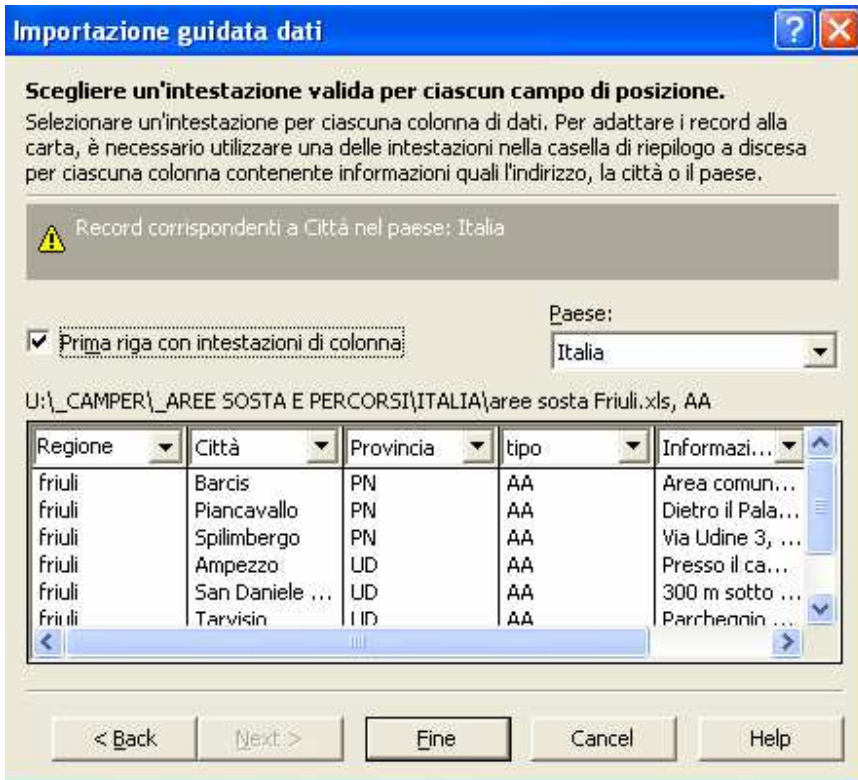 Importazione guidata dati
Scegliere un'intestazione valida per ciascun campo di posizione.
Selezionare un'intestazione per ciascuna colonna di dati. Per adattare i record alla
carta, è necessario utilizzare una delle intestazioni nella casella di riepilogo a discesa
per ciascuna colonna contenente informazioni quali l'indirizzo, la città o il paese.
Record corrispondenti a Città nel paese: Italia
Paese:
Prima riga con intestazioni di colonna
Italia
U:\_CAMPER\_AREE SOSTA E PERCORSI\ITALIA\aree sosta Friuli.xls, AA
Regione Città Provincia tipo Informazi...
friuli Barcis PN AA Area comun...
friuli Piancavallo PN AA Dietro il Pala...
friuli Spilimbergo PN AA Via Udine 3, ...
friuli Ampezzo UD AA Presso il ca...
friuli San Daniele ... UD AA 300 m sotto ...
friuli Tarvisio UD AA Parcheggio ...
< Back Next > Fine Cancel Help